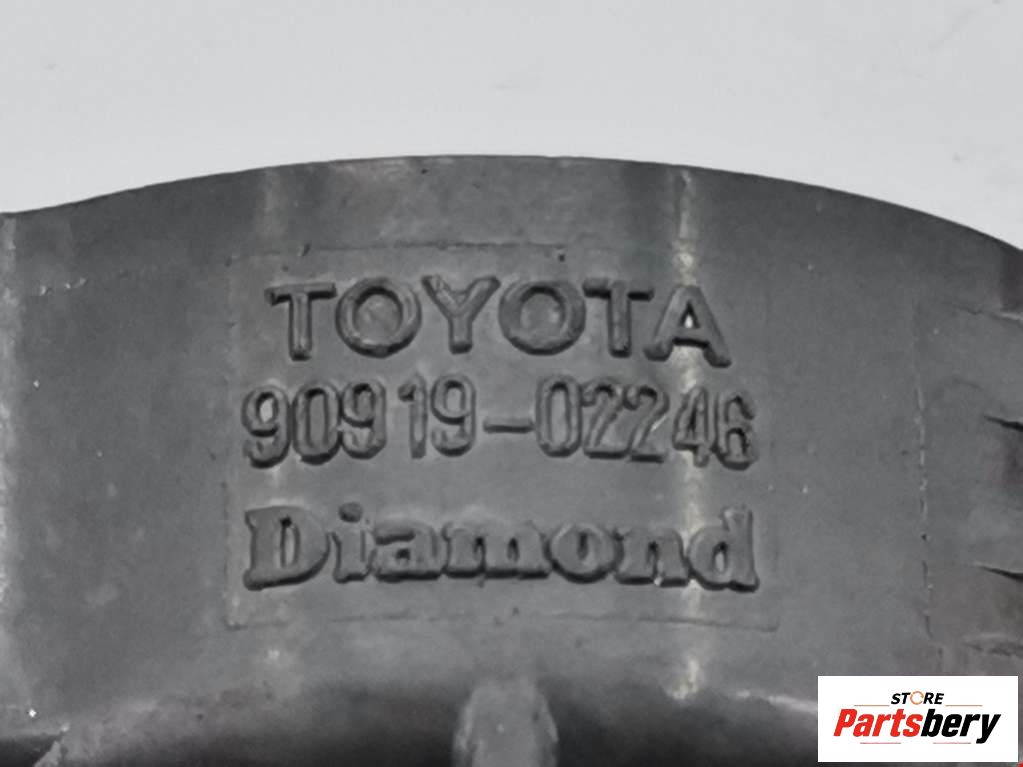 TOYOTA
90919-02246
Diamond
STORE
Partsbery